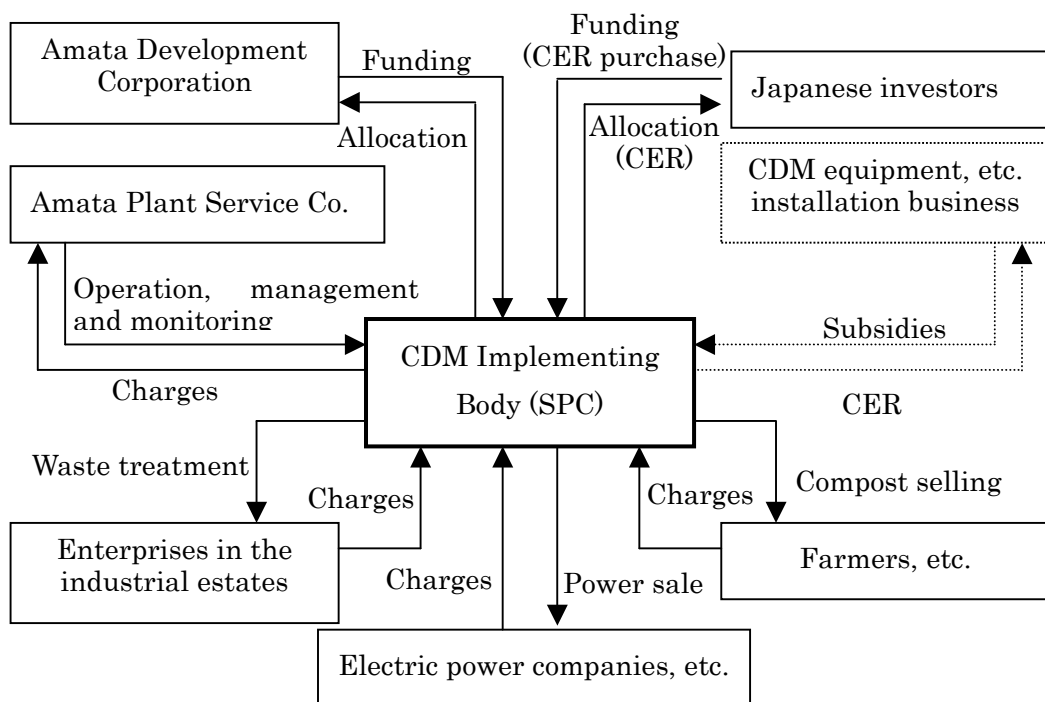 Amata Development
Corporation
Funding
Allocation
Funding
(CER purchase)
Japanese investors
Allocation
(CER)
CDM equipment, etc.
installation business
Amata Plant Service Co.
Operation, management
and monitoring
Charges
CDM Implementing
Body (SPC)
Subsidies
CER
Waste treatment
Charges
Enterprises in the
industrial estates
Charges
Power sale
Charges
Compost selling
Farmers, etc.
Electric power companies, etc.